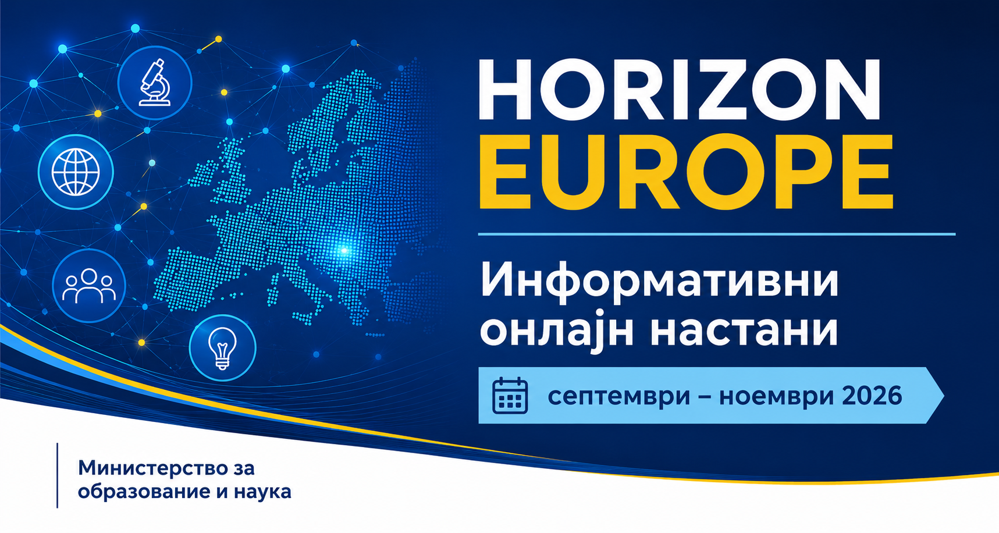 HORIZON
EUROPE
Информативни
онлајн настани
септември – ноември 2026
Министерство за
образование и наука